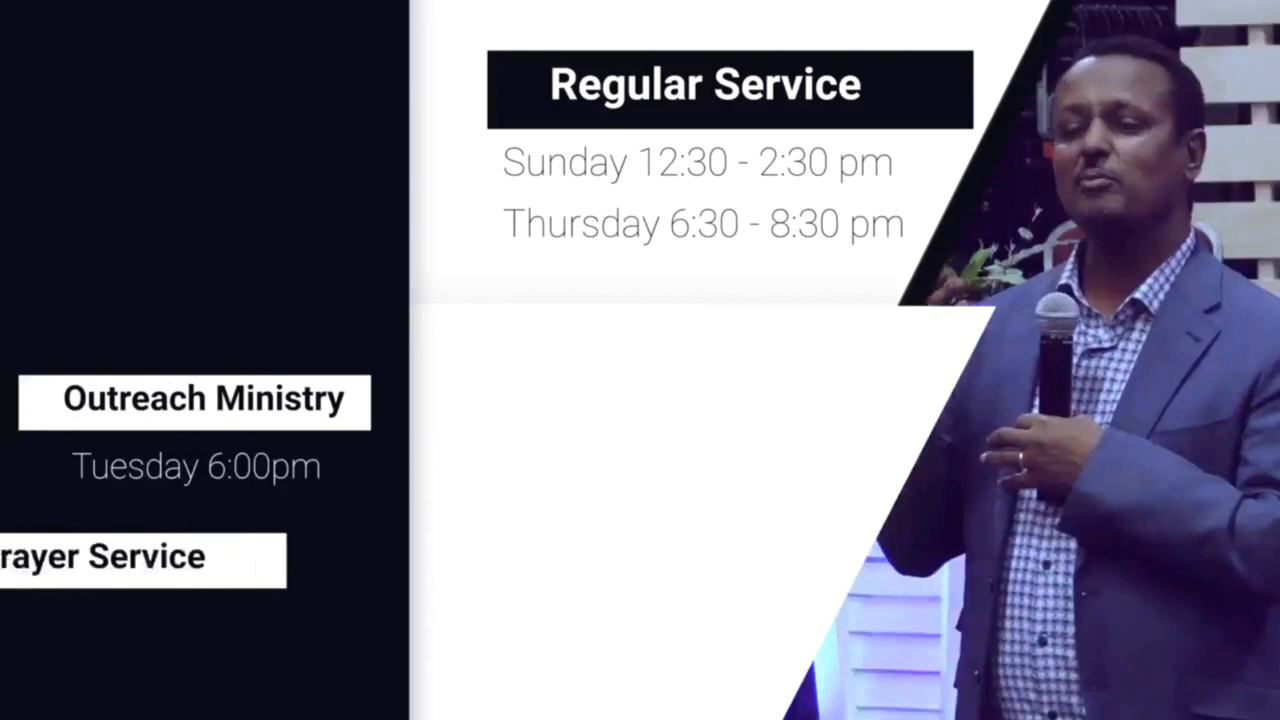 Regular Service
Sunday 12:30 - 2:30 pm
Thursday 6:30 - 8:30 pm
Outreach Ministry
Tuesday 6:00pm
rayer Service